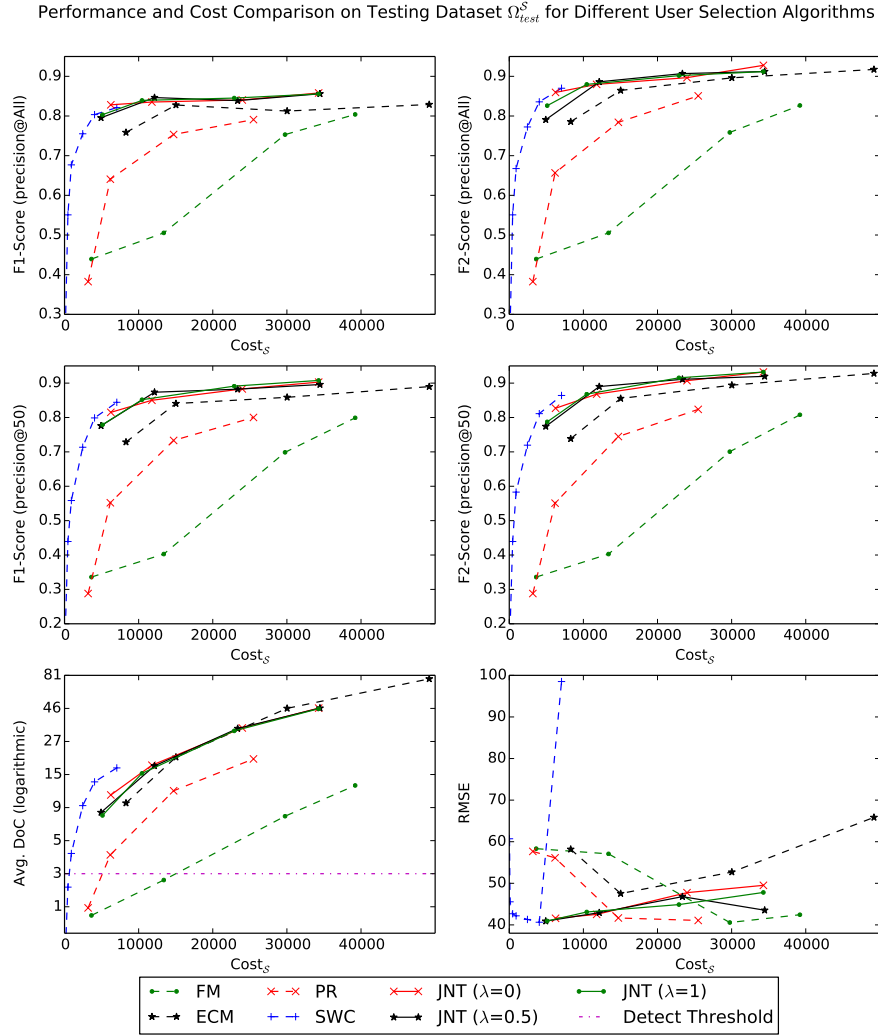 Performance and Cost Comparison on Testing Dataset Ω^S_test for Different User Selection Algorithms
F1-Score (precision@All)
0.9
0.8
0.7
0.6
0.5
0.4
0.3
0 10000 20000 30000 40000
Cost_S
F2-Score (precision@All)
0.9
0.8
0.7
0.6
0.5
0.4
0.3
0 10000 20000 30000 40000
Cost_S
F1-Score (precision@50)
0.9
0.8
0.7
0.6
0.5
0.4
0.3
0.2
0 10000 20000 30000 40000
Cost_S
F2-Score (precision@50)
0.9
0.8
0.7
0.6
0.5
0.4
0.3
0.2
0 10000 20000 30000 40000
Cost_S
Avg. DoC (logarithmic)
81
46
27
15
9
5
3
1
0 10000 20000 30000 40000
Cost_S
RMSE
100
90
80
70
60
50
40
0 10000 20000 30000 40000
Cost_S
FM PR JNT (λ=0) JNT (λ=1)
ECM SWC JNT (λ=0.5) Detect Threshold